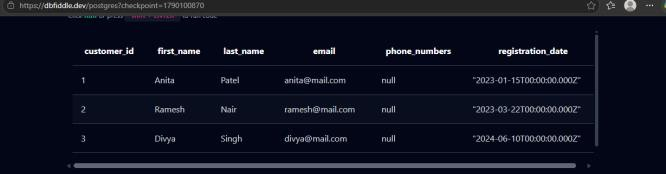 https://dbfiddle.dev/postgres?checkpoint=1790100870
customer_id first_name last_name email phone_numbers registration_date
1 Anita Patel anita@mail.com null "2023-01-15T00:00:00.000Z"
2 Ramesh Nair ramesh@mail.com null "2023-03-22T00:00:00.000Z"
3 Divya Singh divya@mail.com null "2024-06-10T00:00:00.000Z"